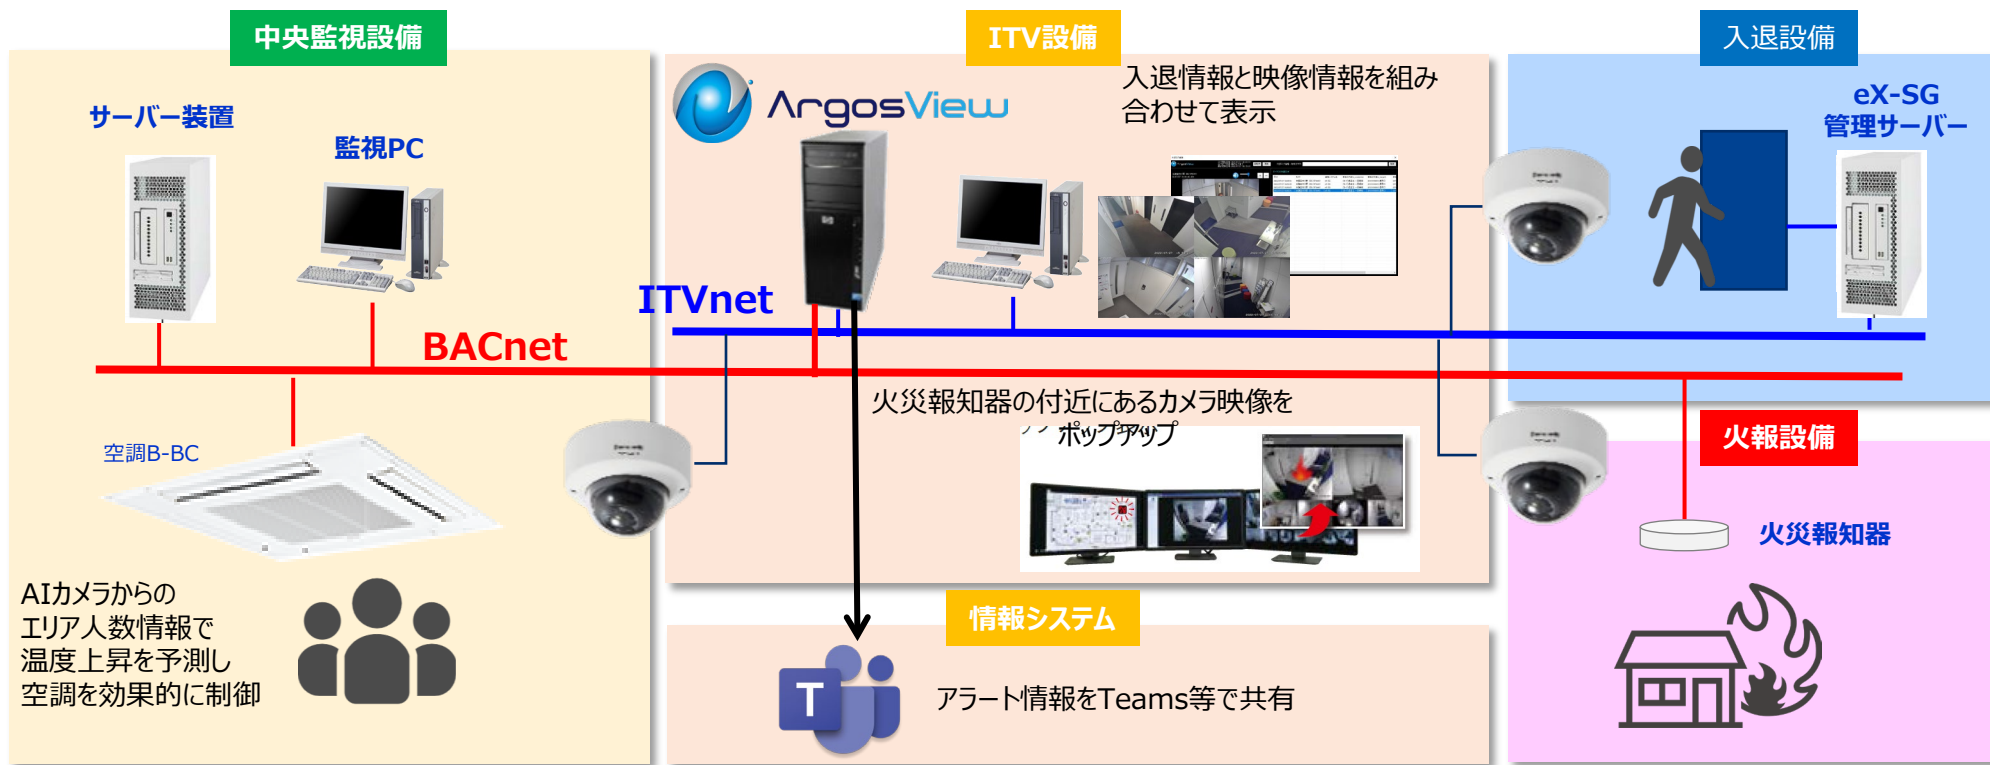 中央監視設備
サーバー装置
監視PC
BACnet
空調B-BC
AIカメラからの
エリア人数情報で
温度上昇を予測し
空調を効果的に制御
ITV設備
ArgosView
入退情報と映像情報を組み
合わせて表示
ITVnet
火災報知器の付近にあるカメラ映像を
ポップアップ
情報システム
T
アラート情報をTeams等で共有
入退設備
eX-SG
管理サーバー
火報設備
火災報知器